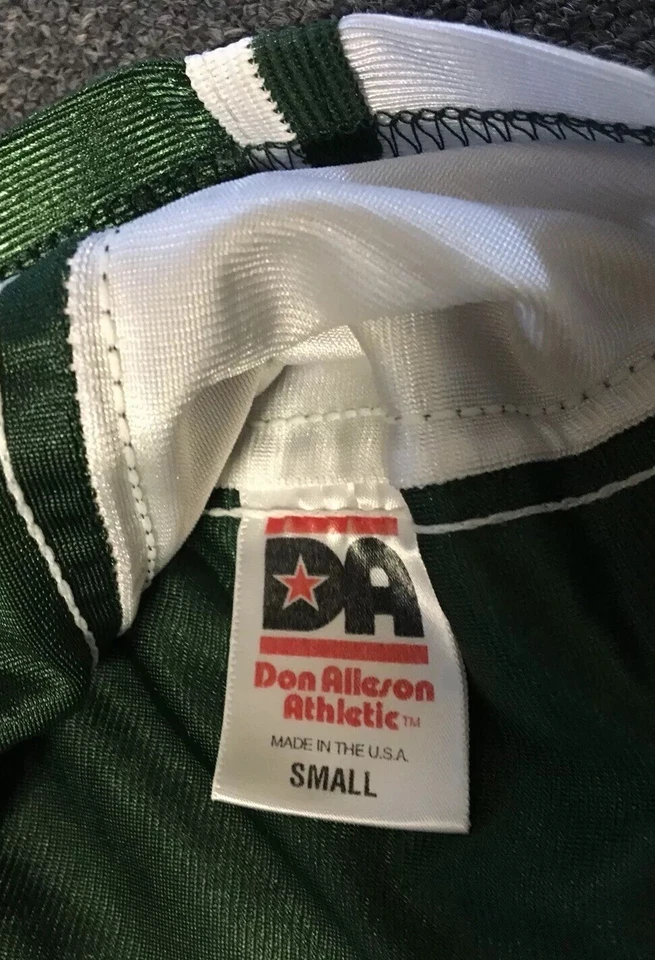 DA
Don Alleson
Athletic™
MADE IN THE U.S.A.
SMALL